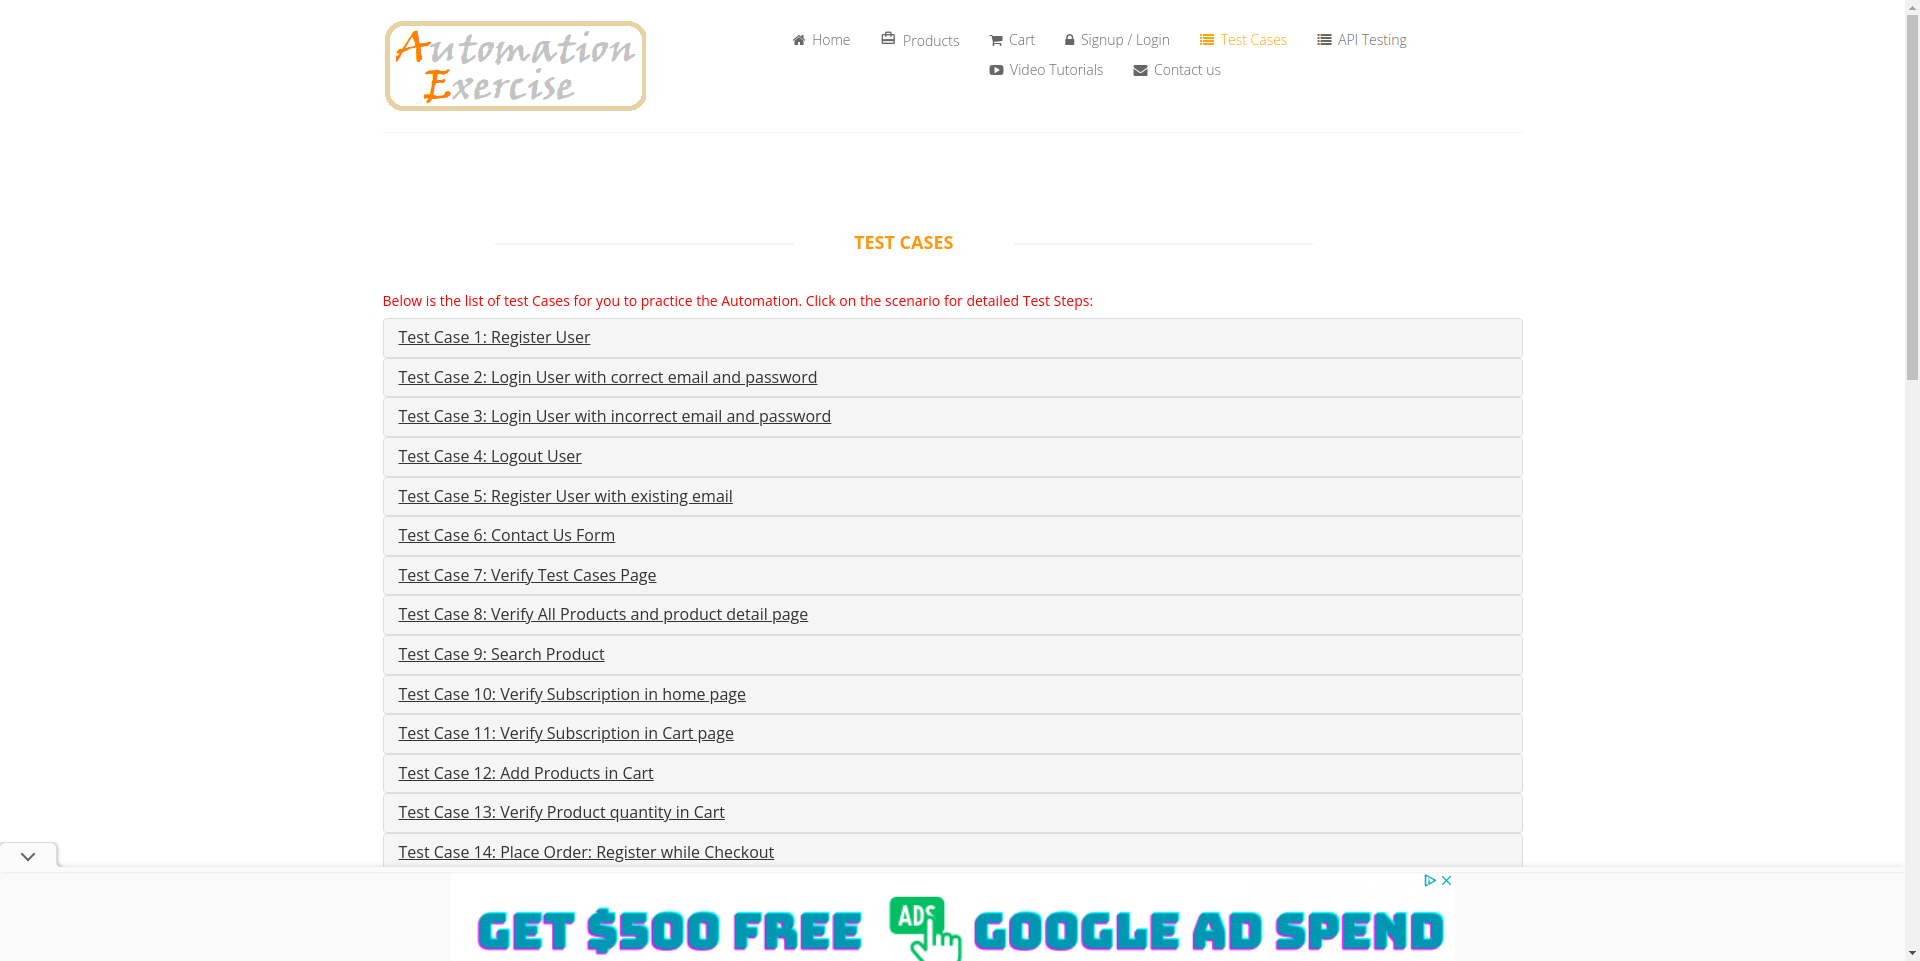 Automation
Exercise
Home
Products
Cart
Signup / Login
Test Cases
API Testing
Video Tutorials
Contact us
TEST CASES
Below is the list of test Cases for you to practice the Automation. Click on the scenario for detailed Test Steps:
Test Case 1: Register User
Test Case 2: Login User with correct email and password
Test Case 3: Login User with incorrect email and password
Test Case 4: Logout User
Test Case 5: Register User with existing email
Test Case 6: Contact Us Form
Test Case 7: Verify Test Cases Page
Test Case 8: Verify All Products and product detail page
Test Case 9: Search Product
Test Case 10: Verify Subscription in home page
Test Case 11: Verify Subscription in Cart page
Test Case 12: Add Products in Cart
Test Case 13: Verify Product quantity in Cart
Test Case 14: Place Order: Register while Checkout
GET $500 FREE ADS GOOGLE AD SPEND